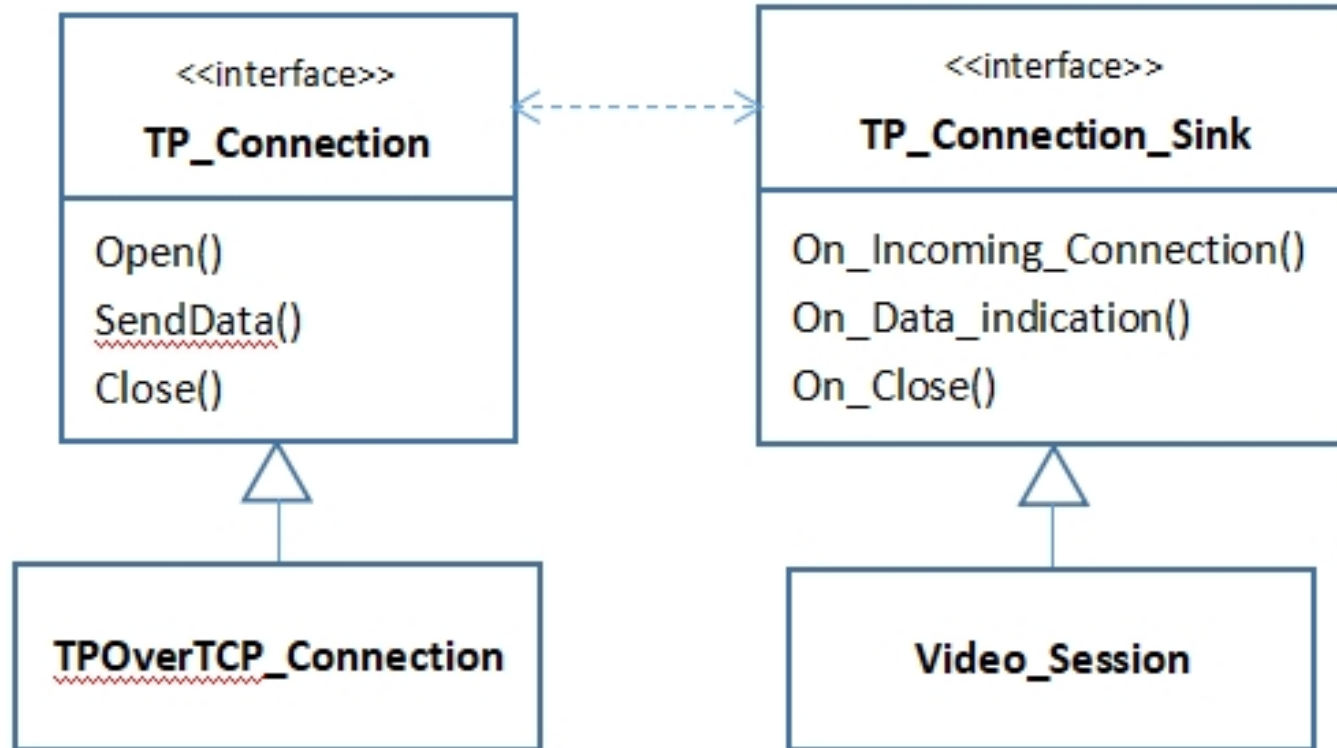 <<interface>>
TP_Connection
Open()
SendData()
Close()
<<interface>>
TP_Connection_Sink
On_Incoming_Connection()
On_Data_indication()
On_Close()
TPOverTCP_Connection
Video_Session